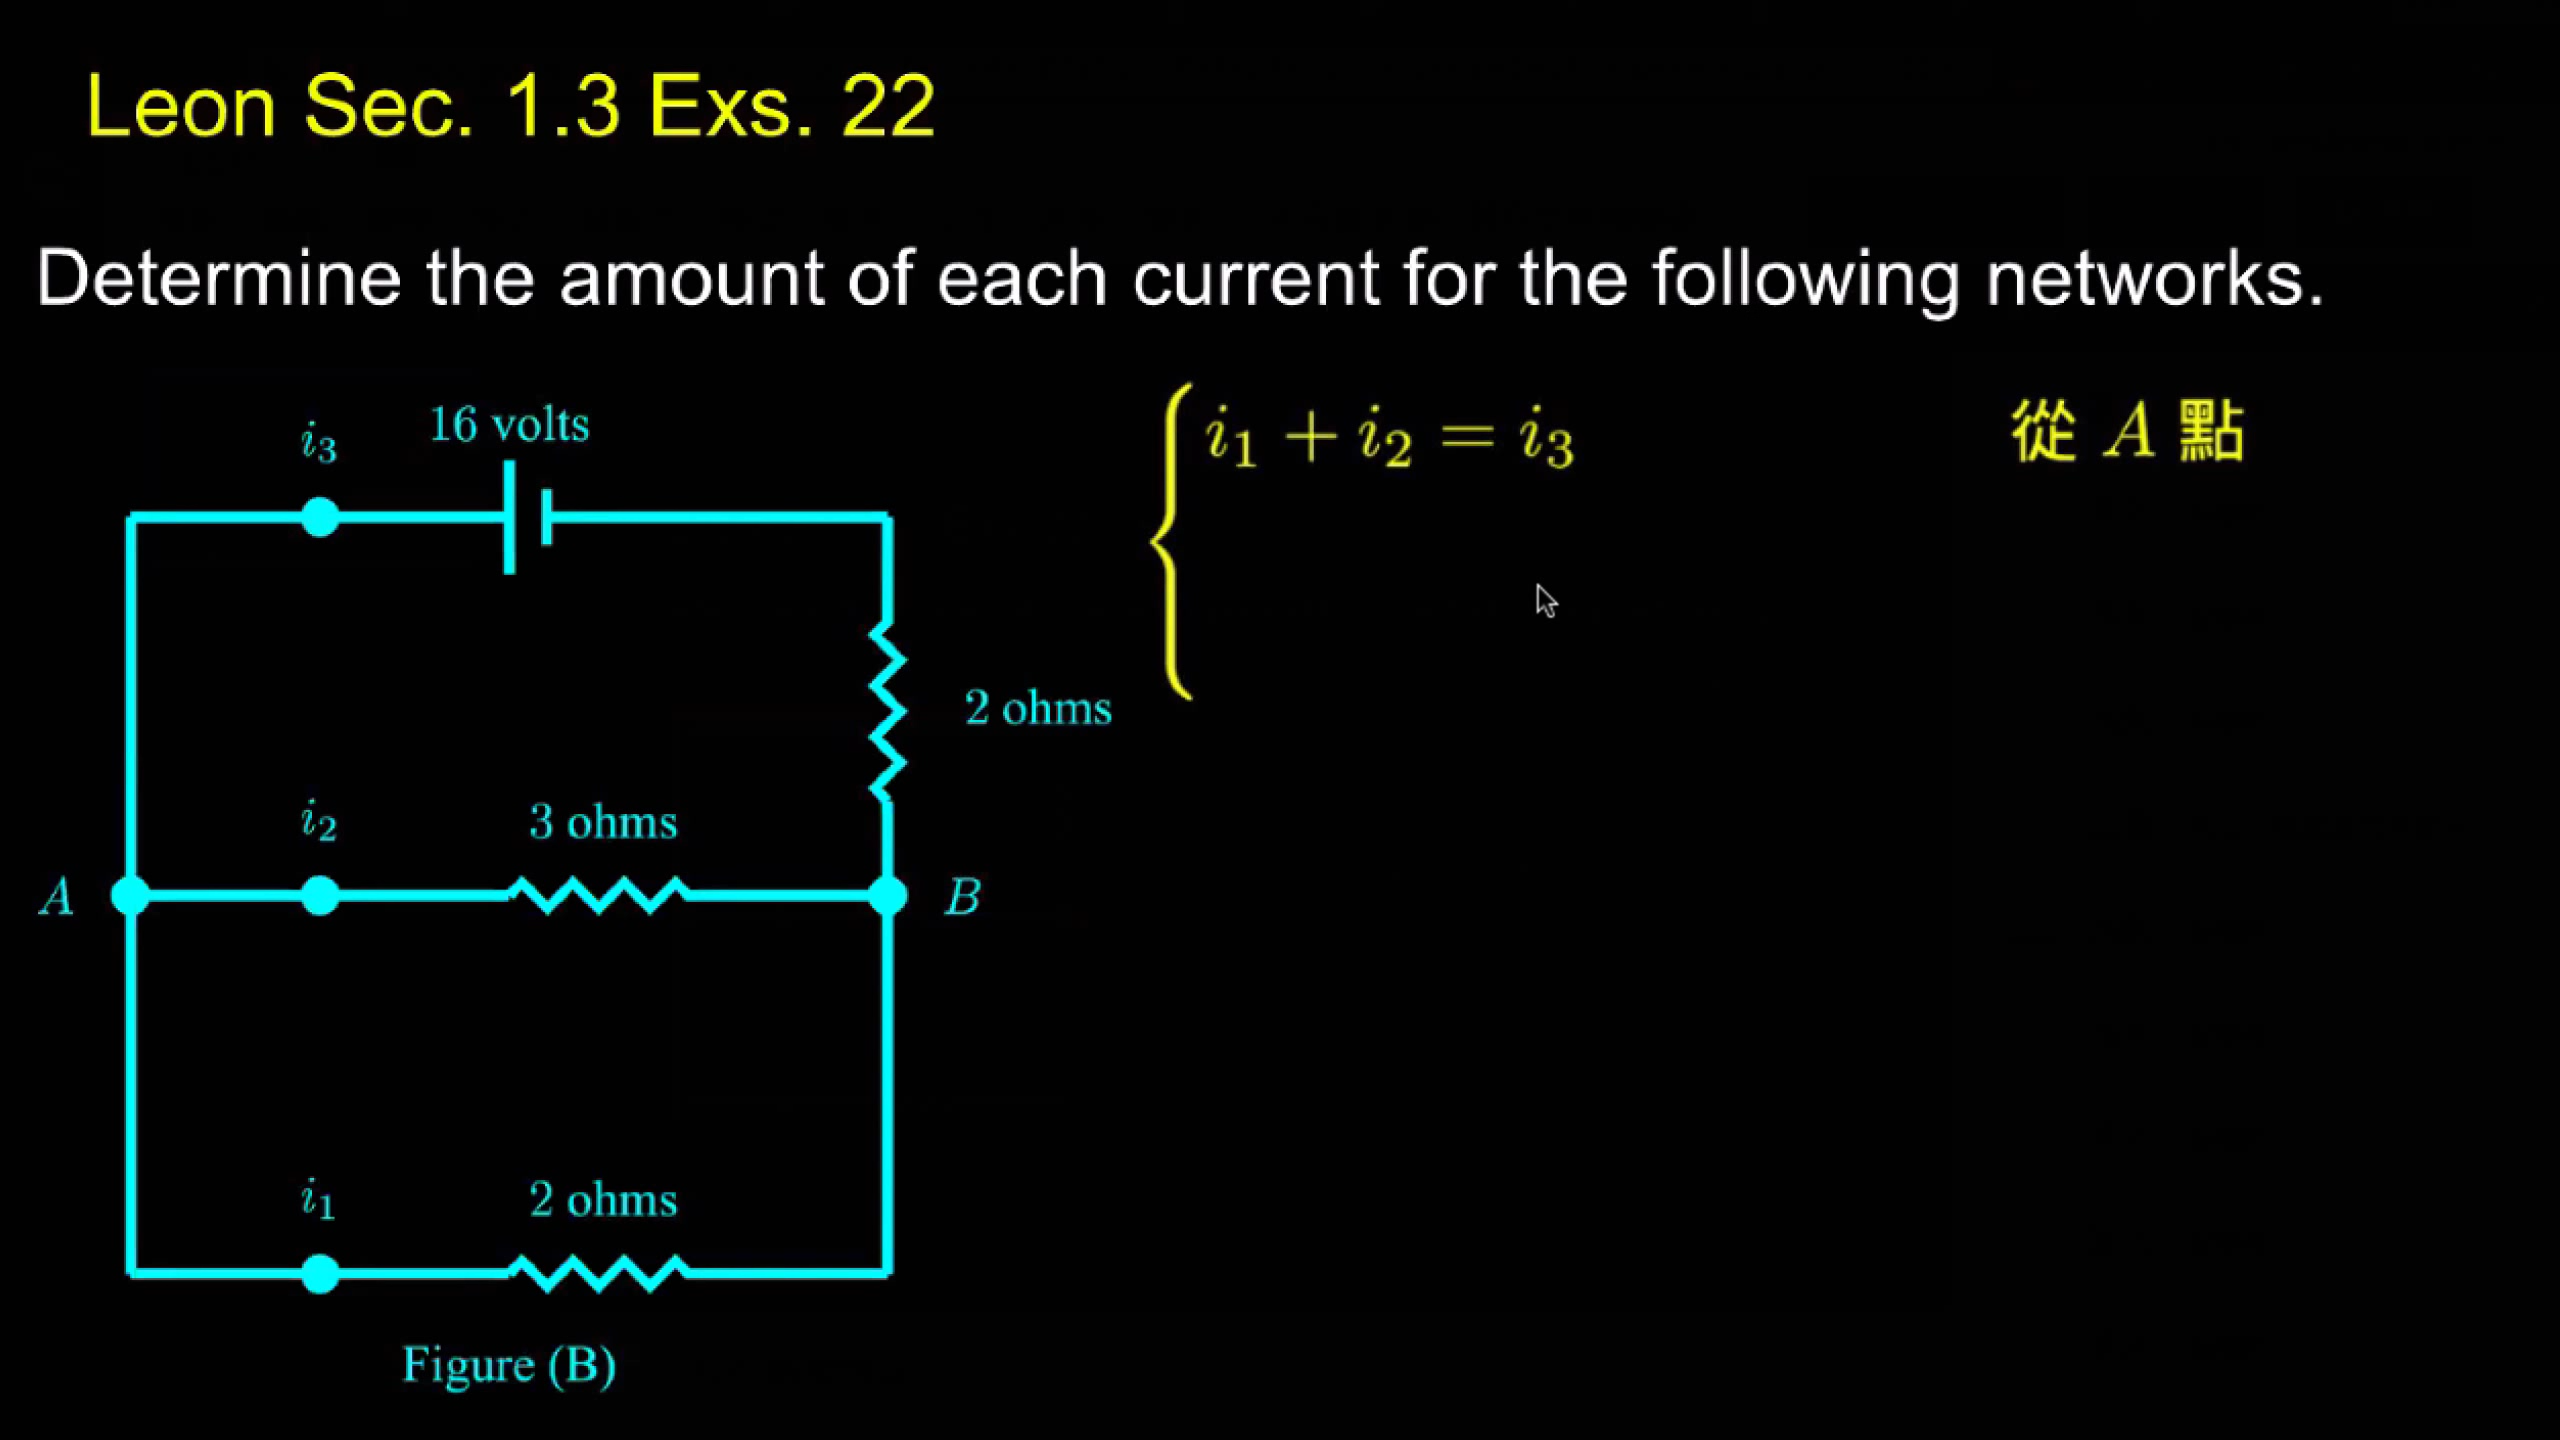 Leon Sec. 1.3 Exs. 22
Determine the amount of each current for the following networks.
i₃ 16 volts
i₁ + i₂ = i₃ 從 A 點
2 ohms
i₂ 3 ohms
A B
i₁ 2 ohms
Figure (B)